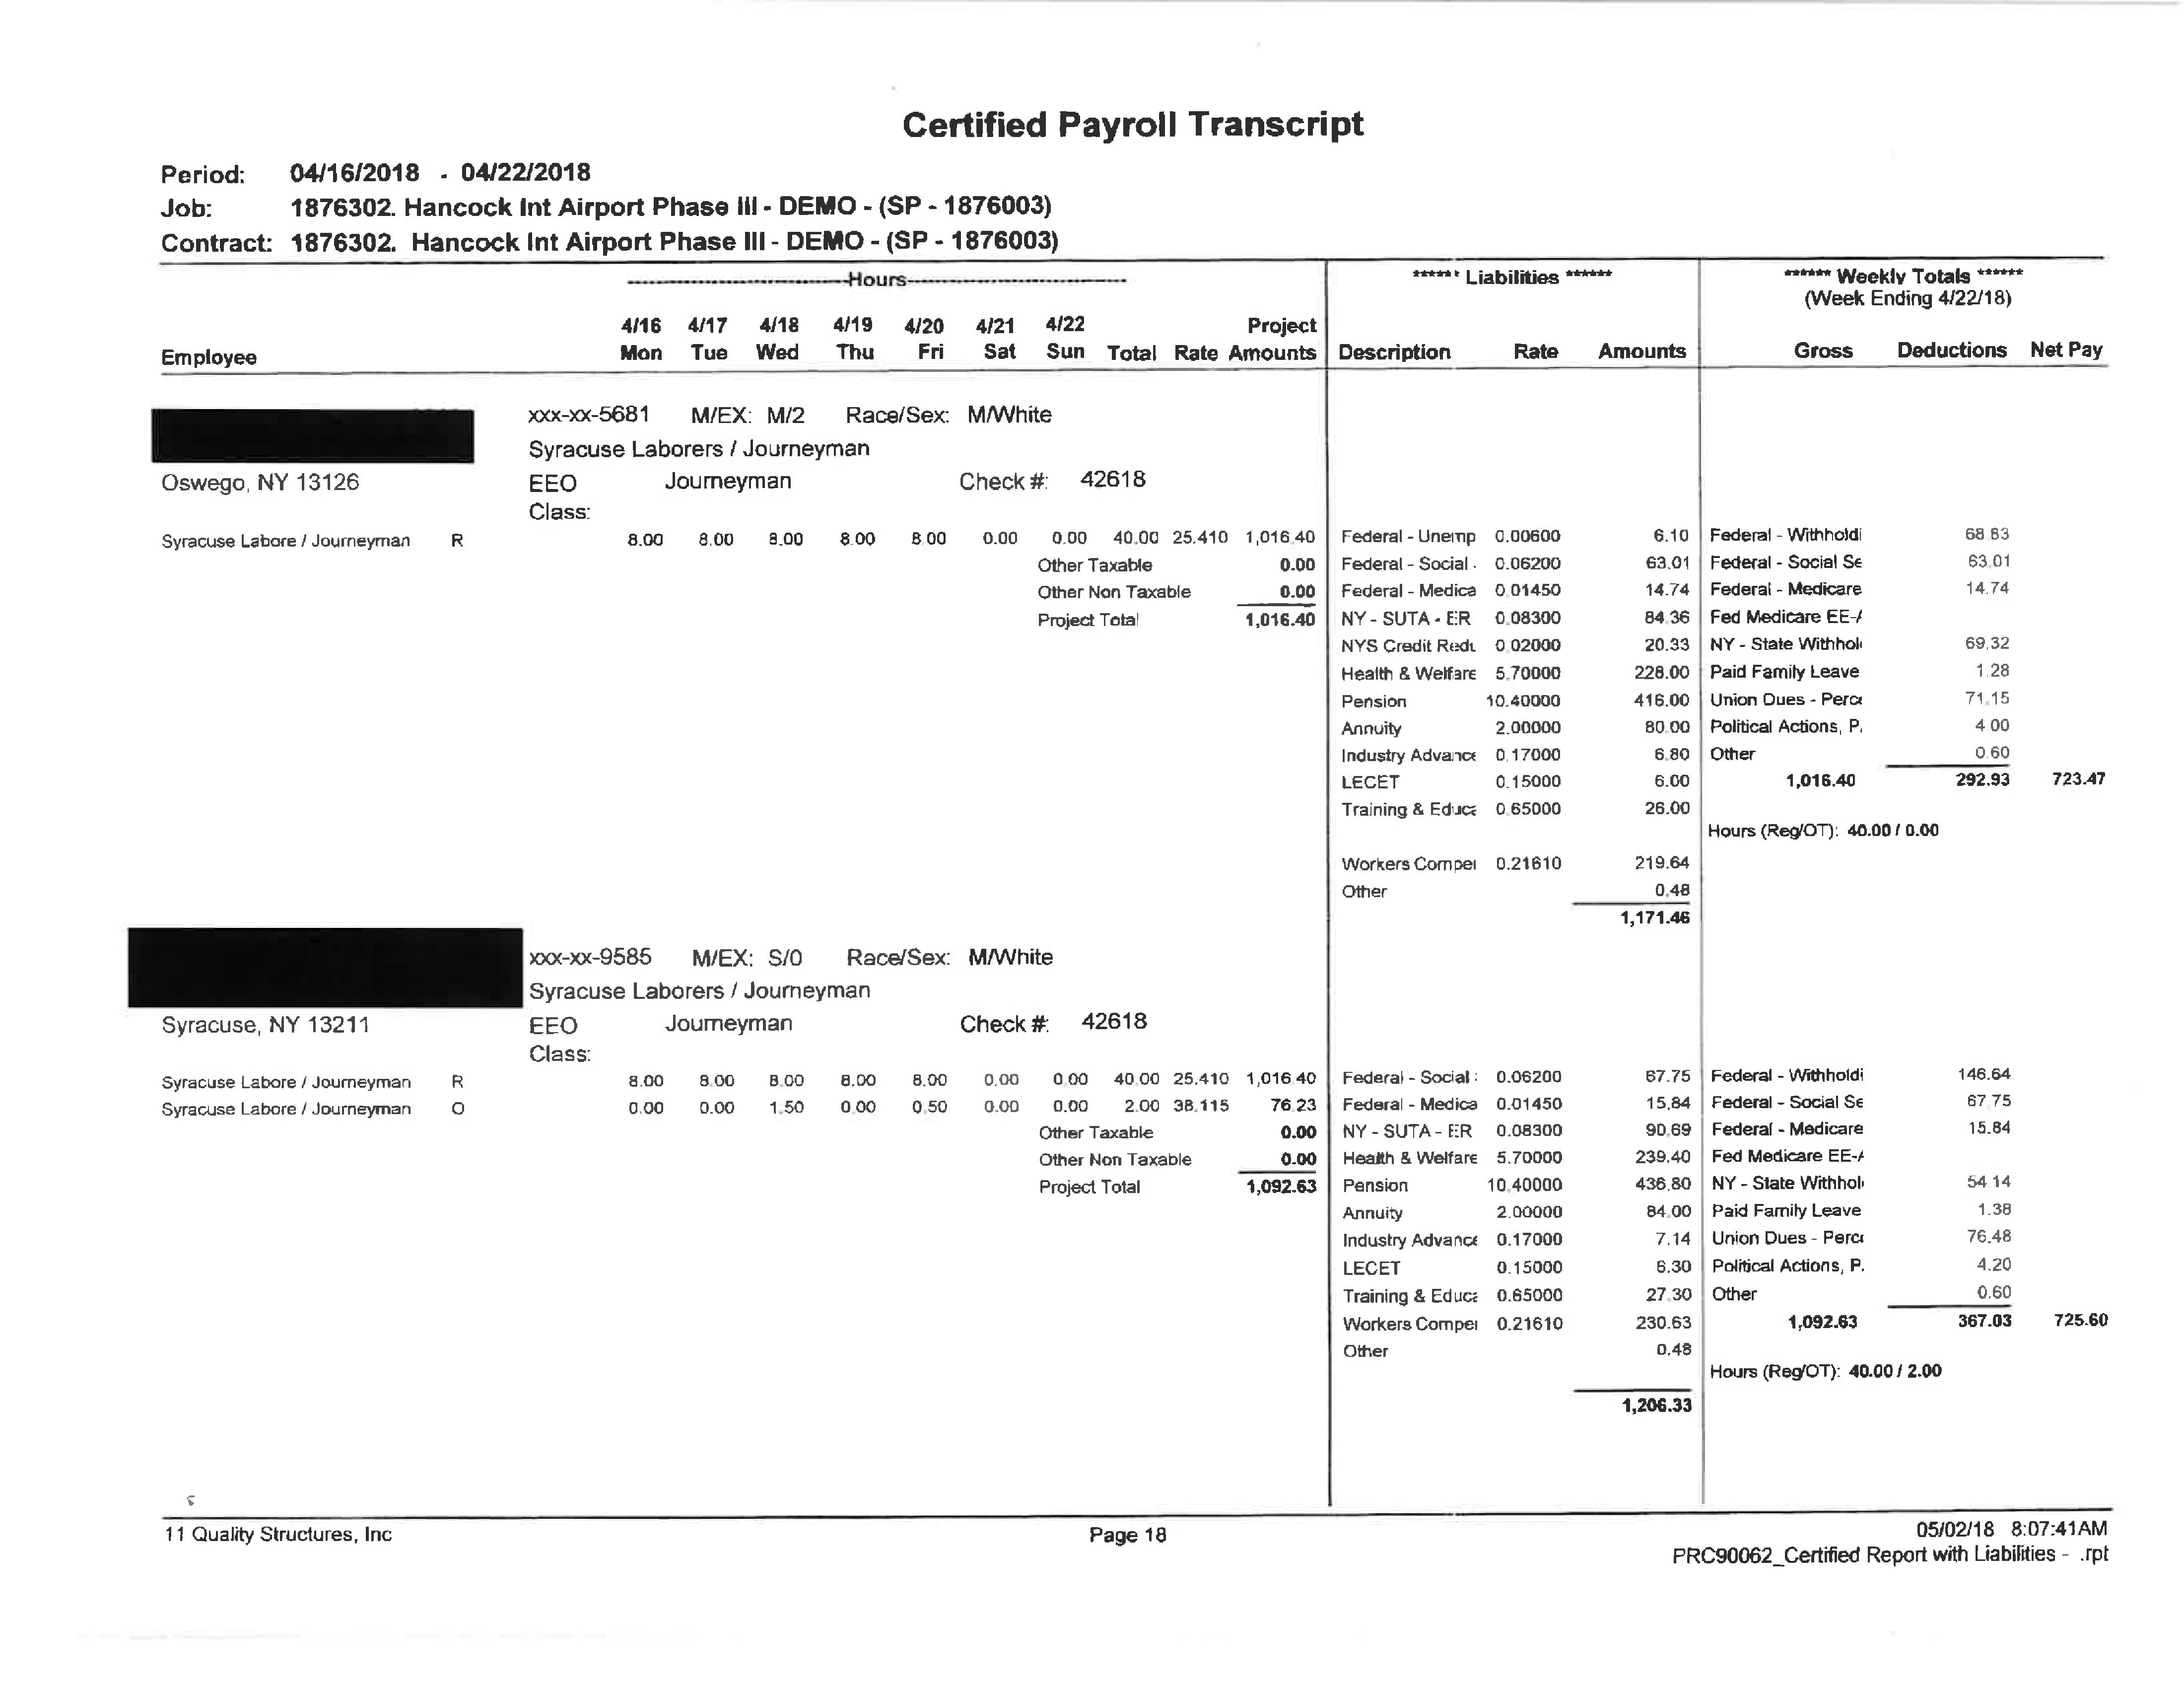 Certified Payroll Transcript
Period: 04/16/2018 - 04/22/2018
Job: 1876302. Hancock Int Airport Phase III - DEMO - (SP - 1876003)
Contract: 1876302. Hancock Int Airport Phase III - DEMO - (SP - 1876003)
Hours ****** Liabilities ****** ****** Weekly Totals ******
(Week Ending 4/22/18)
4/16 4/17 4/18 4/19 4/20 4/21 4/22 Project
Employee Mon Tue Wed Thu Fri Sat Sun Total Rate Amounts Description Rate Amounts Gross Deductions Net Pay
xxx-xx-5681 M/EX: M/2 Race/Sex: M/White
Syracuse Laborers / Journeyman
Oswego, NY 13126 EEO Journeyman Check #: 42618
Class:
Syracuse Labore / Journeyman R 8.00 8.00 8.00 8.00 8.00 0.00 0.00 40.00 25.410 1,016.40 Federal - Unemp 0.00600 6.10 Federal - Withholdi 68.83
Other Taxable 0.00 Federal - Social 0.06200 63.01 Federal - Social Se 63.01
Other Non Taxable 0.00 Federal - Medica 0.01450 14.74 Federal - Medicare 14.74
Project Total 1,016.40 NY - SUTA - ER 0.08300 84.36 Fed Medicare EE-A
NYS Credit Redu 0.02000 20.33 NY - State Withhol 69.32
Health & Welfare 5.70000 228.00 Paid Family Leave 1.28
Pension 10.40000 416.00 Union Dues - Perce 71.15
Annuity 2.00000 80.00 Political Actions, P. 4.00
Industry Advance 0.17000 6.80 Other 0.60
LECET 0.15000 6.00 1,016.40 292.93 723.47
Training & Educa 0.65000 26.00
Hours (Reg/OT): 40.00 / 0.00
Workers Compe 0.21610 219.64
Other 0.48
1,171.46
xxx-xx-9585 M/EX: S/0 Race/Sex: M/White
Syracuse Laborers / Journeyman
Syracuse, NY 13211 EEO Journeyman Check #: 42618
Class:
Syracuse Labore / Journeyman R 8.00 8.00 8.00 8.00 8.00 0.00 0.00 40.00 25.410 1,016.40 Federal - Social 0.06200 67.75 Federal - Withholdi 146.64
Syracuse Labore / Journeyman O 0.00 0.00 1.50 0.00 0.50 0.00 0.00 2.00 38.115 76.23 Federal - Medica 0.01450 15.84 Federal - Social Se 67.75
Other Taxable 0.00 NY - SUTA - ER 0.08300 90.69 Federal - Medicare 15.84
Other Non Taxable 0.00 Health & Welfare 5.70000 239.40 Fed Medicare EE-A
Project Total 1,092.63 Pension 10.40000 436.80 NY - State Withhol 54.14
Annuity 2.00000 84.00 Paid Family Leave 1.38
Industry Advance 0.17000 7.14 Union Dues - Perce 76.48
LECET 0.15000 6.30 Political Actions, P. 4.20
Training & Educa 0.65000 27.30 Other 0.60
Workers Compe 0.21610 230.63 1,092.63 367.03 725.60
Other 0.48
Hours (Reg/OT): 40.00 / 2.00
1,206.33
11 Quality Structures, Inc Page 18 05/02/18 8:07:41AM
PRC90062_Certified Report with Liabilities - .rpt